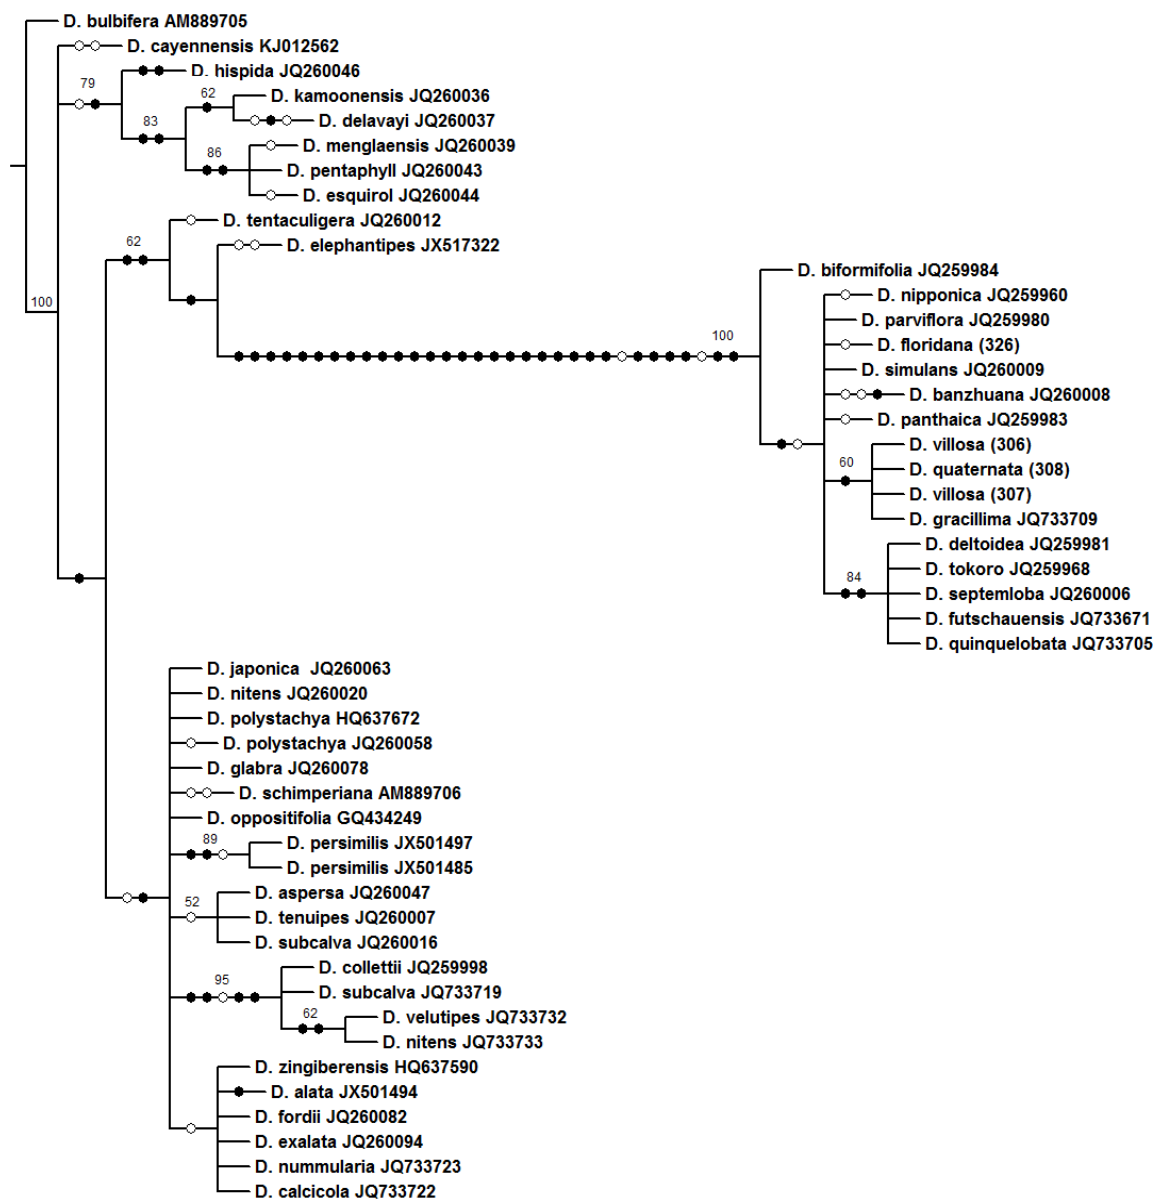 D. bulbifera AM889705
D. cayennensis KJ012562
D. hispida JQ260046
79
62
D. kamoonensis JQ260036
D. delavayi JQ260037
83
D. menglaensis JQ260039
86
D. pentaphyll JQ260043
D. esquirol JQ260044
D. tentaculigera JQ260012
62
D. elephantipes JX517322
D. biformifolia JQ259984
D. nipponica JQ259960
100
D. parviflora JQ259980
100
D. floridana (326)
D. simulans JQ260009
D. banzhuana JQ260008
D. panthaica JQ259983
D. villosa (306)
60
D. quaternata (308)
D. villosa (307)
D. gracillima JQ733709
D. deltoidea JQ259981
D. tokoro JQ259968
84
D. septemloba JQ260006
D. futschauensis JQ733671
D. quinquelobata JQ733705
D. japonica JQ260063
D. nitens JQ260020
D. polystachya HQ637672
D. polystachya JQ260058
D. glabra JQ260078
D. schimperiana AM889706
D. oppositifolia GQ434249
89
D. persimilis JX501497
D. persimilis JX501485
D. aspersa JQ260047
52
D. tenuipes JQ260007
D. subcalva JQ260016
D. collettii JQ259998
95
D. subcalva JQ733719
62
D. velutipes JQ733732
D. nitens JQ733733
D. zingiberensis HQ637590
D. alata JX501494
D. fordii JQ260082
D. exalata JQ260094
D. nummularia JQ733723
D. calcicola JQ733722